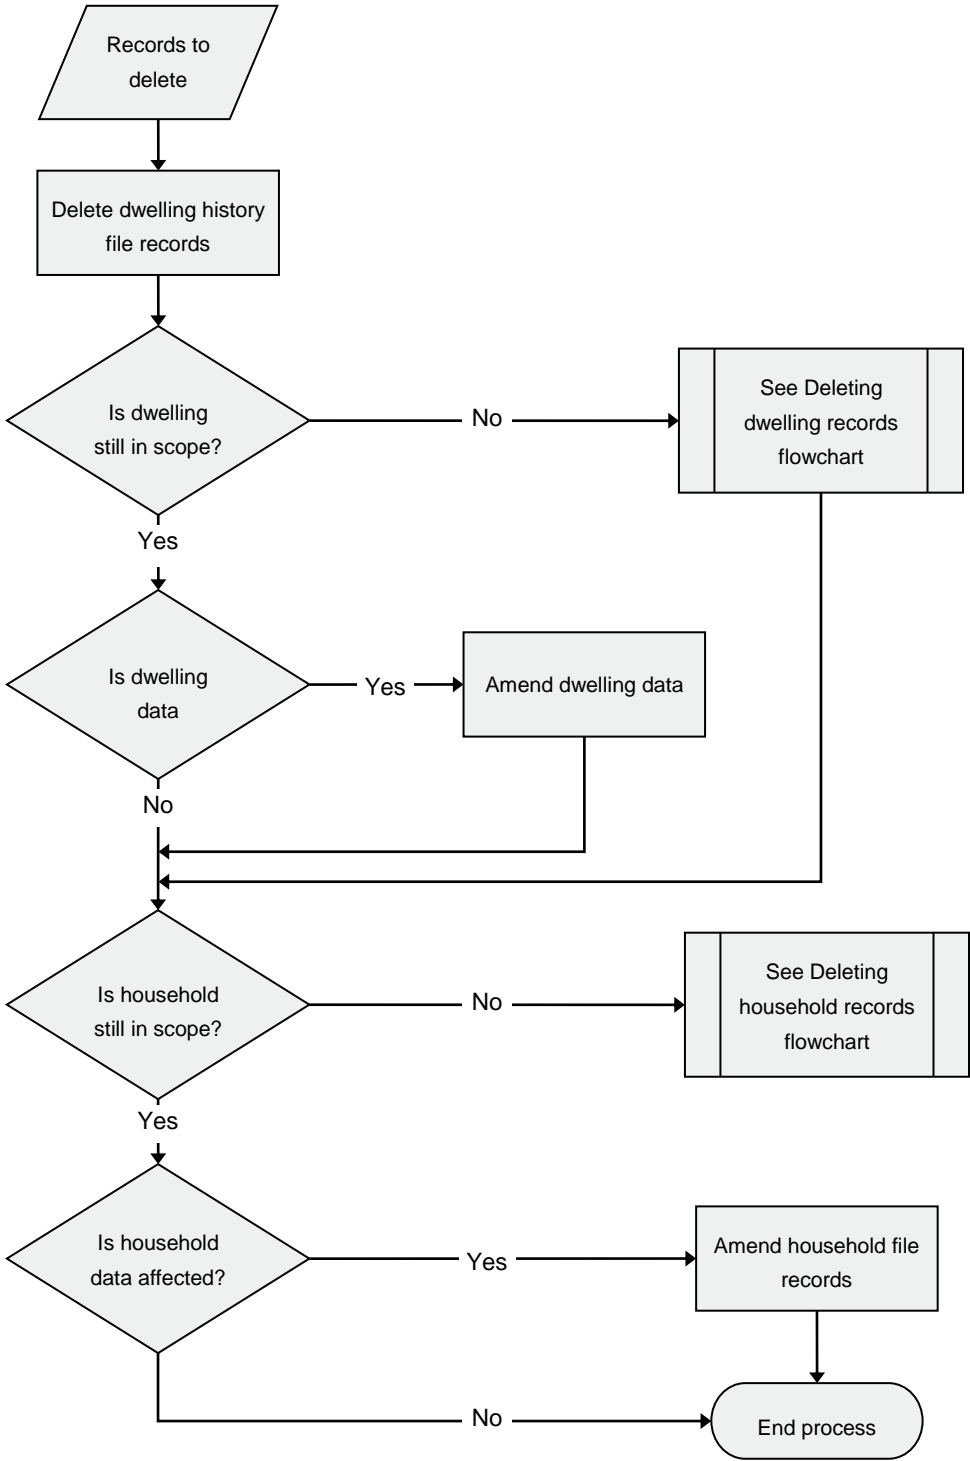 Records to
delete
Delete dwelling history
file records
Is dwelling
still in scope?
No
See Deleting
dwelling records
flowchart
Yes
Is dwelling
data
Yes
Amend dwelling data
No
Is household
still in scope?
No
See Deleting
household records
flowchart
Yes
Is household
data affected?
Yes
Amend household file
records
No
End process